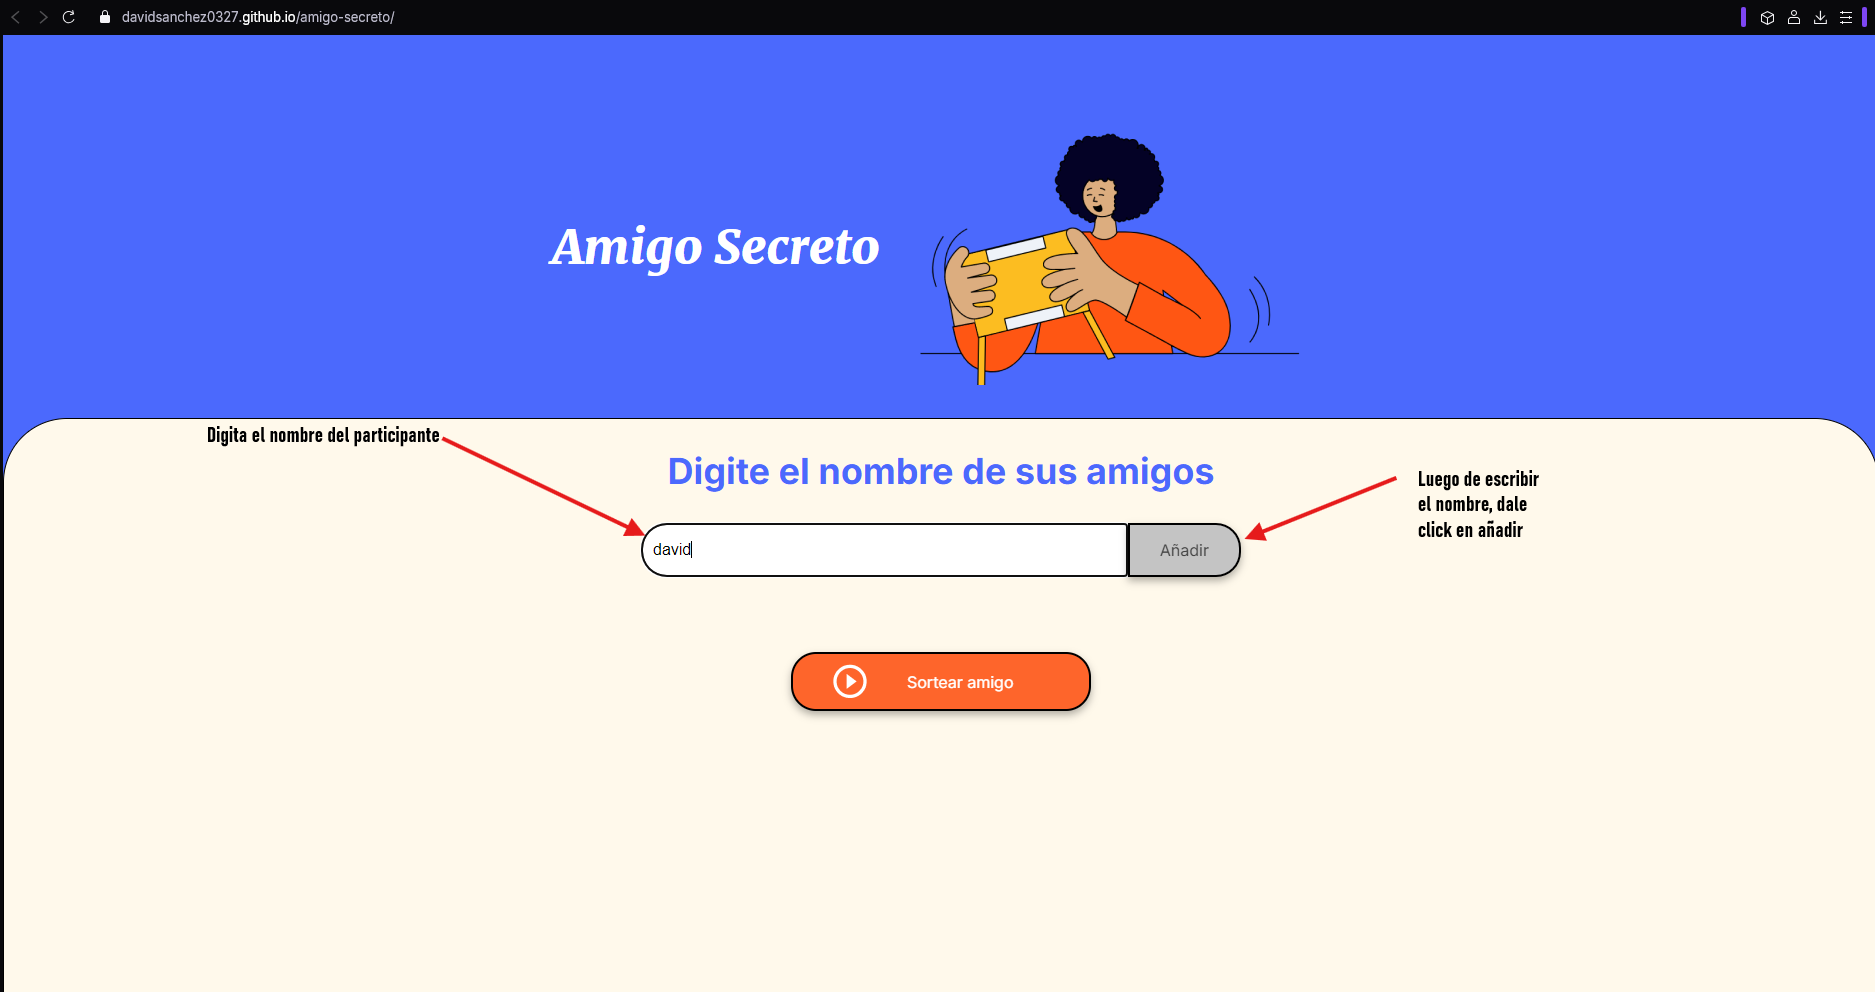 davidsanchez0327.github.io/amigo-secreto/
Amigo Secreto
Digita el nombre del participante
Digite el nombre de sus amigos
Luego de escribir
el nombre, dale
click en añadir
david
Añadir
Sortear amigo